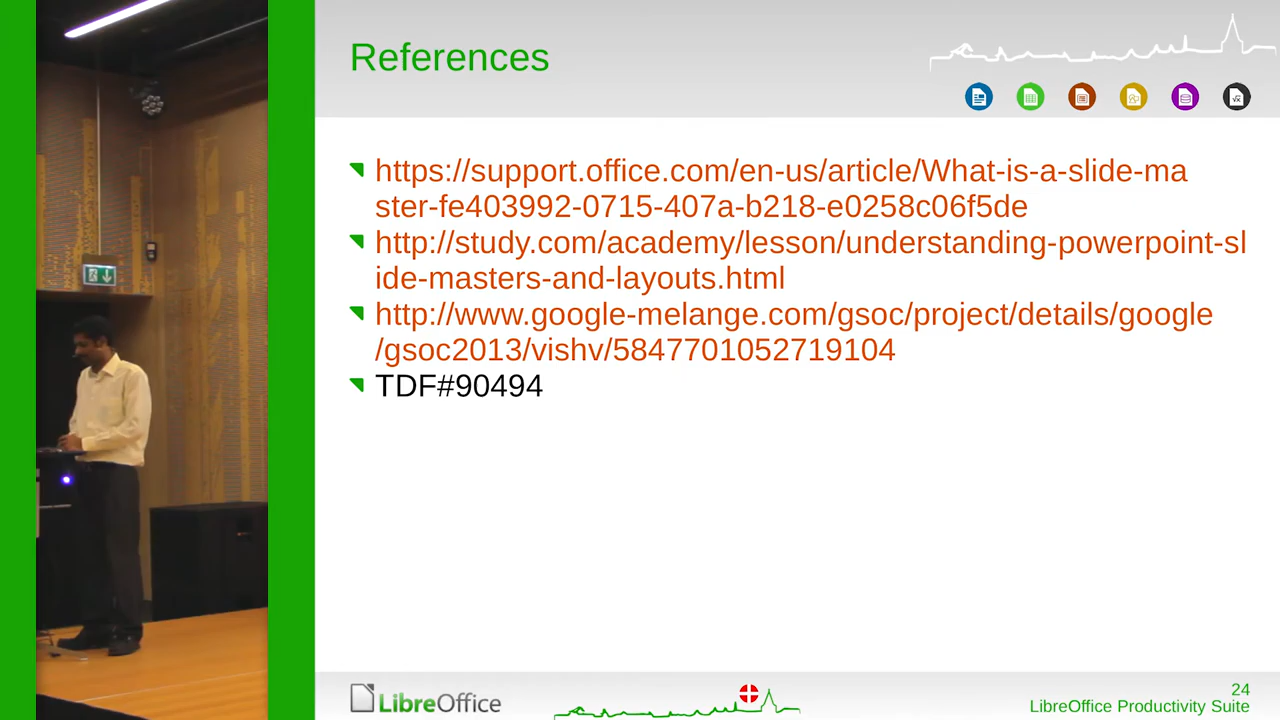 References
https://support.office.com/en-us/article/What-is-a-slide-ma
ster-fe403992-0715-407a-b218-e0258c06f5de
http://study.com/academy/lesson/understanding-powerpoint-sl
ide-masters-and-layouts.html
http://www.google-melange.com/gsoc/project/details/google
/gsoc2013/vishv/5847701052719104
TDF#90494
LibreOffice
24
LibreOffice Productivity Suite